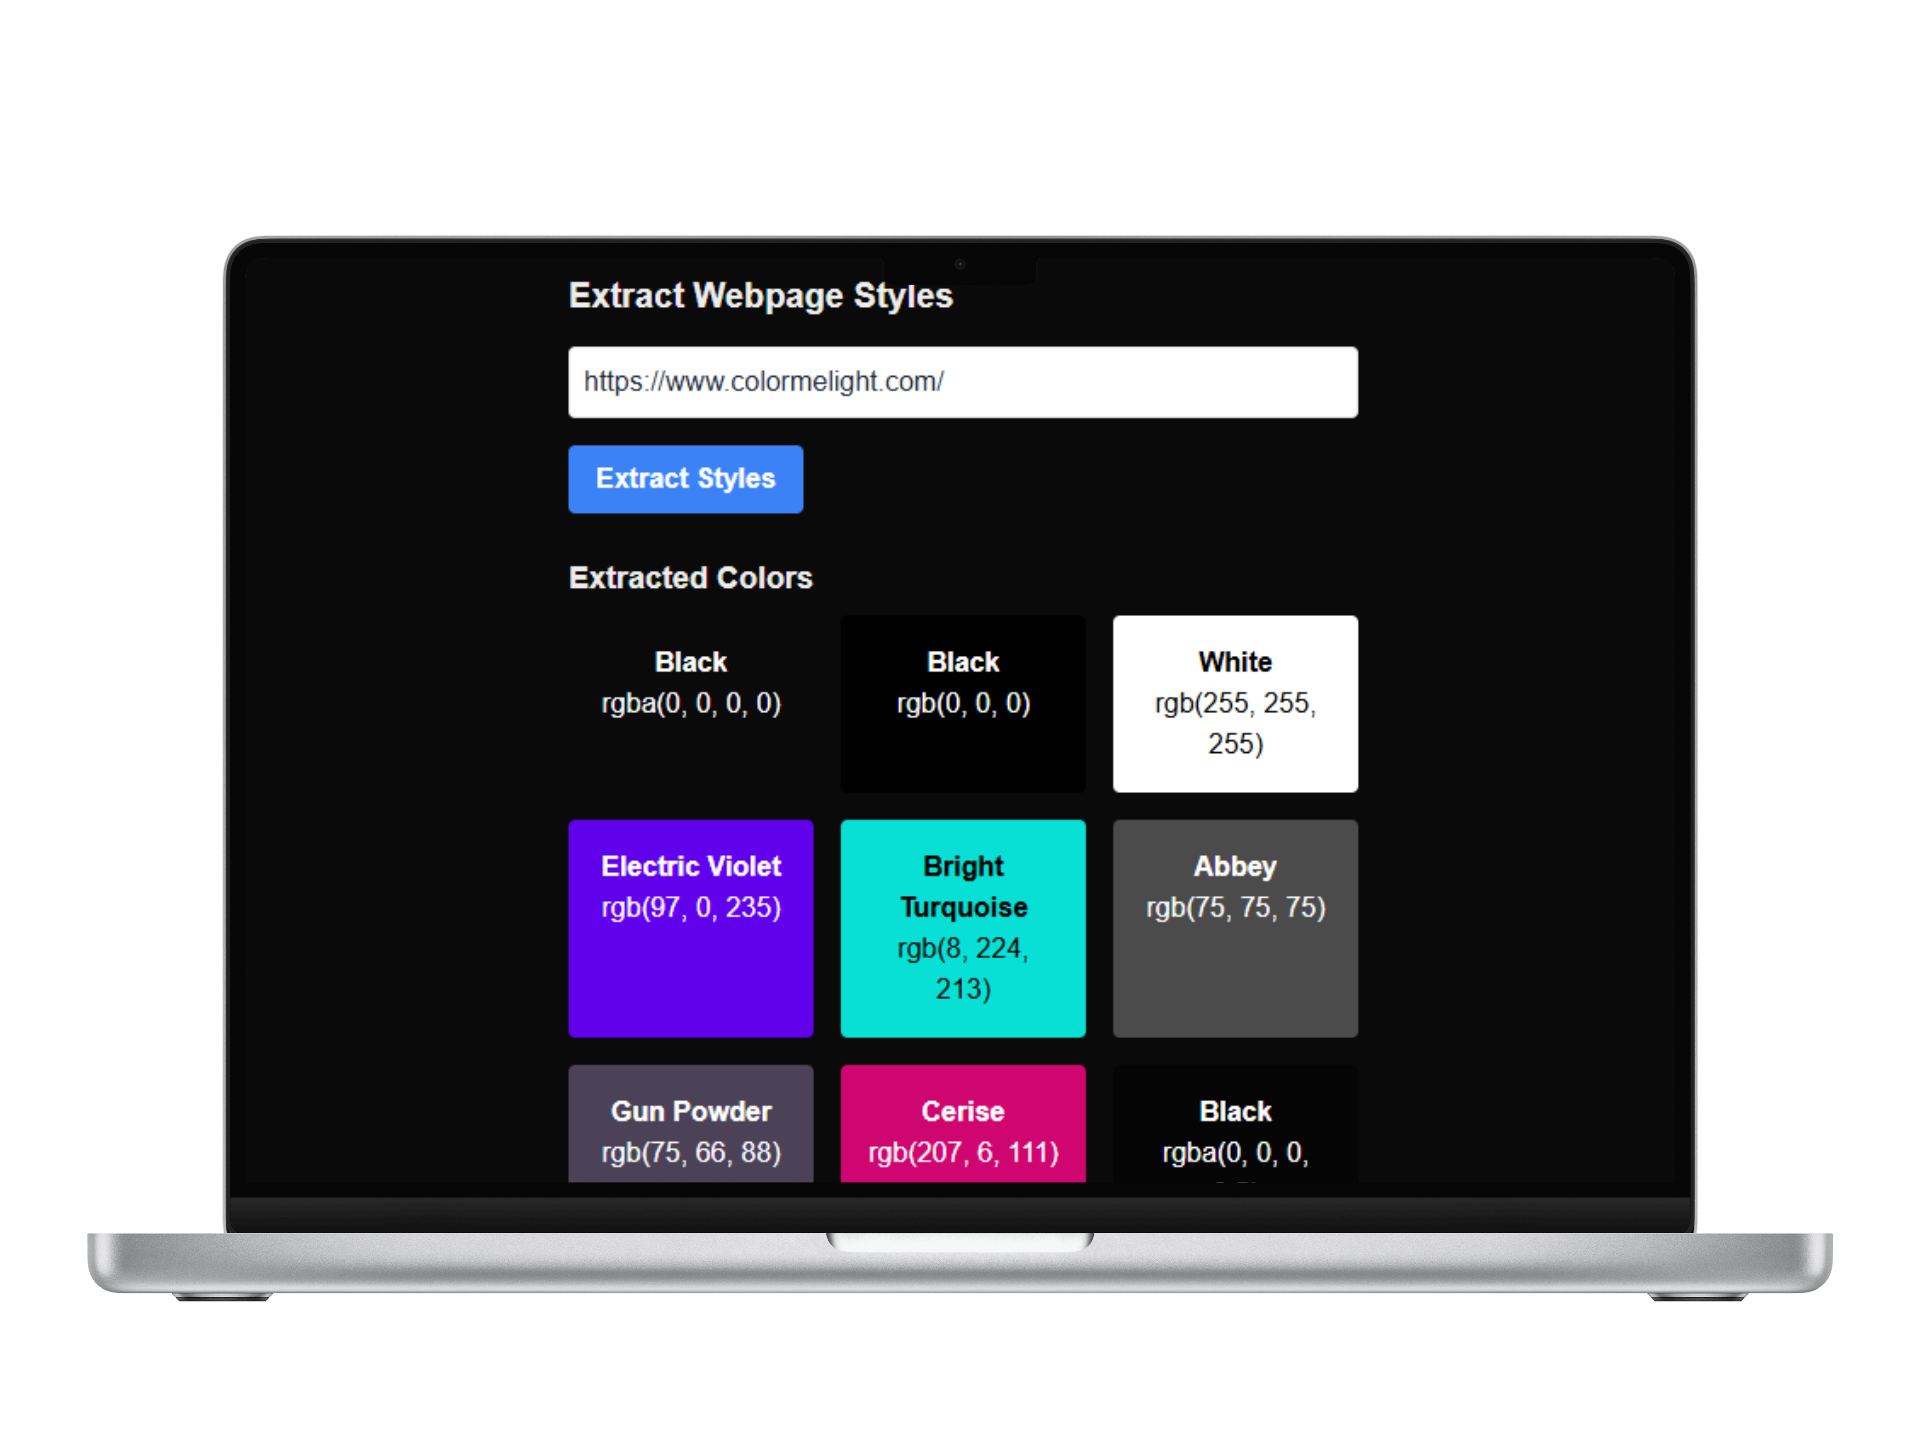 Extract Webpage Styles
https://www.colormelight.com/
Extract Styles
Extracted Colors
Black
rgba(0, 0, 0, 0)
Black
rgb(0, 0, 0)
White
rgb(255, 255,
255)
Electric Violet
rgb(97, 0, 235)
Bright
Turquoise
rgb(8, 224,
213)
Abbey
rgb(75, 75, 75)
Gun Powder
rgb(75, 66, 88)
Cerise
rgb(207, 6, 111)
Black
rgba(0, 0, 0,